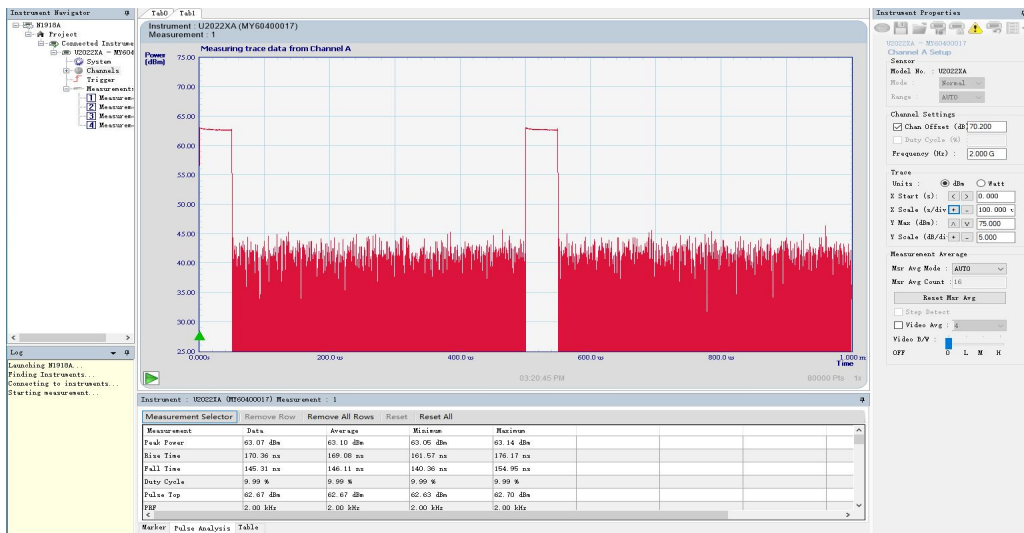 Instrument Navigator
N1918A
Project
Connected Instrume
U2022XA - MY604
System
Channels
Trigger
Measurement:
1 Measurem
2 Measurem
3 Measurem
4 Measurem
Log
Launching N1918A...
Finding Instruments...
Connecting to instruments...
Starting measurement...
Tab0 Tab1
Instrument : U2022XA (MY60400017)
Measurement : 1
Power
(dBm)
Measuring trace data from Channel A
75.00
70.00
65.00
60.00
55.00
50.00
45.00
40.00
35.00
30.00
25.00
0.000s 200.0 us 400.0 us 600.0 us 800.0 us 1.000 m
Time
03:20:45 PM 80000 Pts 1x
Instrument : U2022XA (MY60400017) Measurement : 1
Measurement Selector Remove Row Remove All Rows Reset Reset All
Measurement Data Average Minimum Maximum
Peak Power 63.07 dBm 63.10 dBm 63.05 dBm 63.14 dBm
Rise Time 170.36 ns 169.08 ns 161.57 ns 176.17 ns
Fall Time 145.31 ns 146.11 ns 140.36 ns 154.95 ns
Duty Cycle 9.99 % 9.99 % 9.99 % 9.99 %
Pulse Top 62.67 dBm 62.67 dBm 62.63 dBm 62.70 dBm
PRF 2.00 kHz 2.00 kHz 2.00 kHz 2.00 kHz
Marker Pulse Analysis Table
Instrument Properties
U2022XA - MY60400017
Channel A Setup
Sensor
Model No. : U2022XA
Mode : Normal
Range : AUTO
Channel Settings
Chan Offset (dB) 70.200
Duty Cycle (%)
Frequency (Hz) : 2.000 G
Trace
Units : dBm Watt
X Start (s): < > 0.000
X Scale (s/div + - 100.000
Y Max (dBm): 75.000
Y Scale (dB/di + - 5.000
Measurement Average
Msr Avg Mode : AUTO
Msr Avg Count : 16
Reset Msr Avg
Step Detect
Video Avg : 4
Video B/W :
OFF O L M H